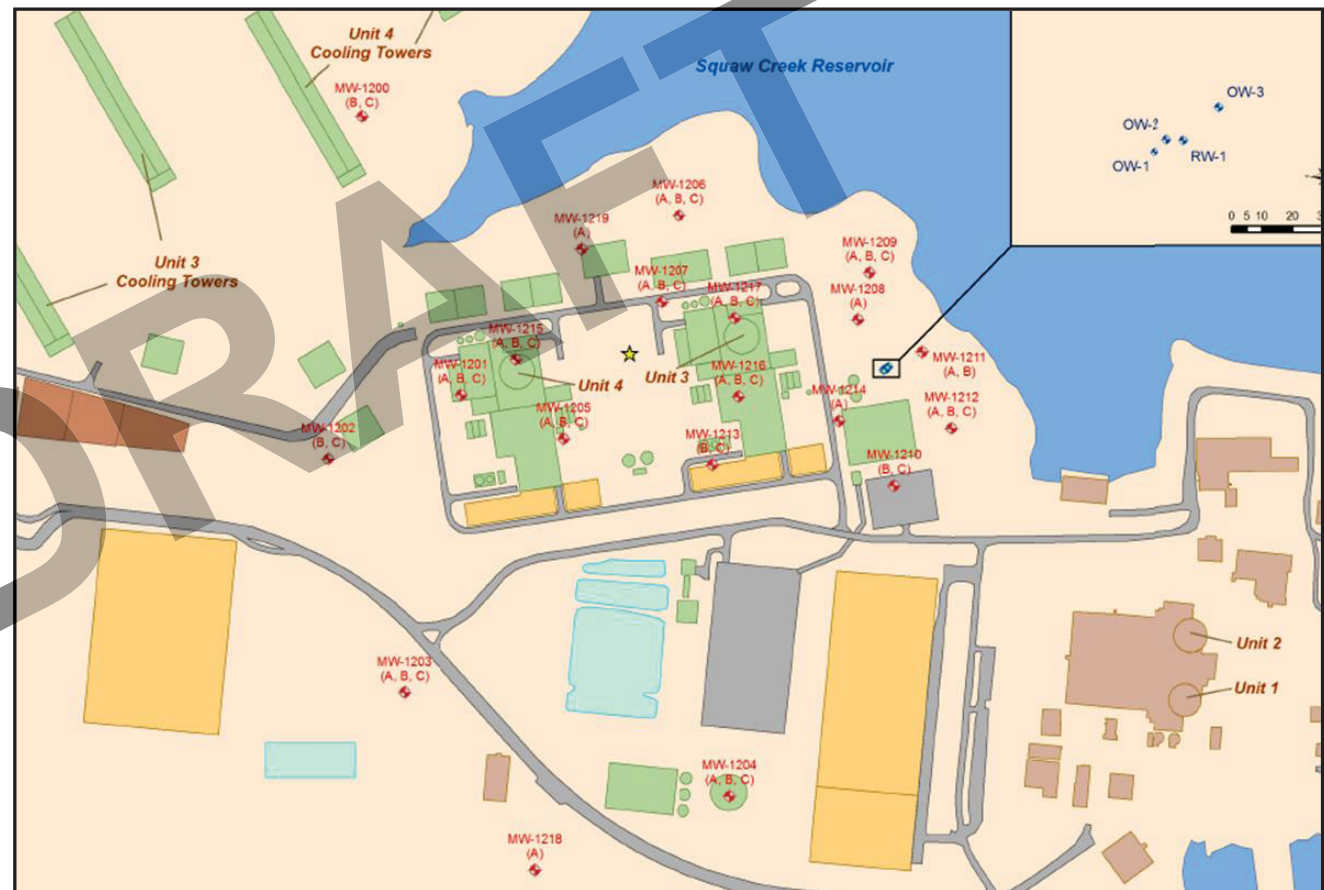 Unit 4
Cooling Towers
MW-1200
(B, C)
Squaw Creek Reservoir
OW-3
OW-2
OW-1
RW-1
0 5 10 20
MW-1206
(A, B, C)
MW-1219
(A)
MW-1209
(A, B, C)
Unit 3
Cooling Towers
MW-1207
(A, B, C)
MW-1217
(A, B, C)
MW-1208
(A)
MW-1215
(A, B, C)
MW-1201
(A, B, C)
Unit 4
Unit 3
MW-1216
(A, B, C)
MW-1211
(A, B)
MW-1214
(A)
MW-1212
(A, B, C)
MW-1205
(A, B, C)
MW-1202
(B, C)
MW-1213
(B, C)
MW-1210
(B, C)
Unit 2
Unit 1
MW-1203
(A, B, C)
MW-1204
(A, B, C)
MW-1218
(A)
DRAFT